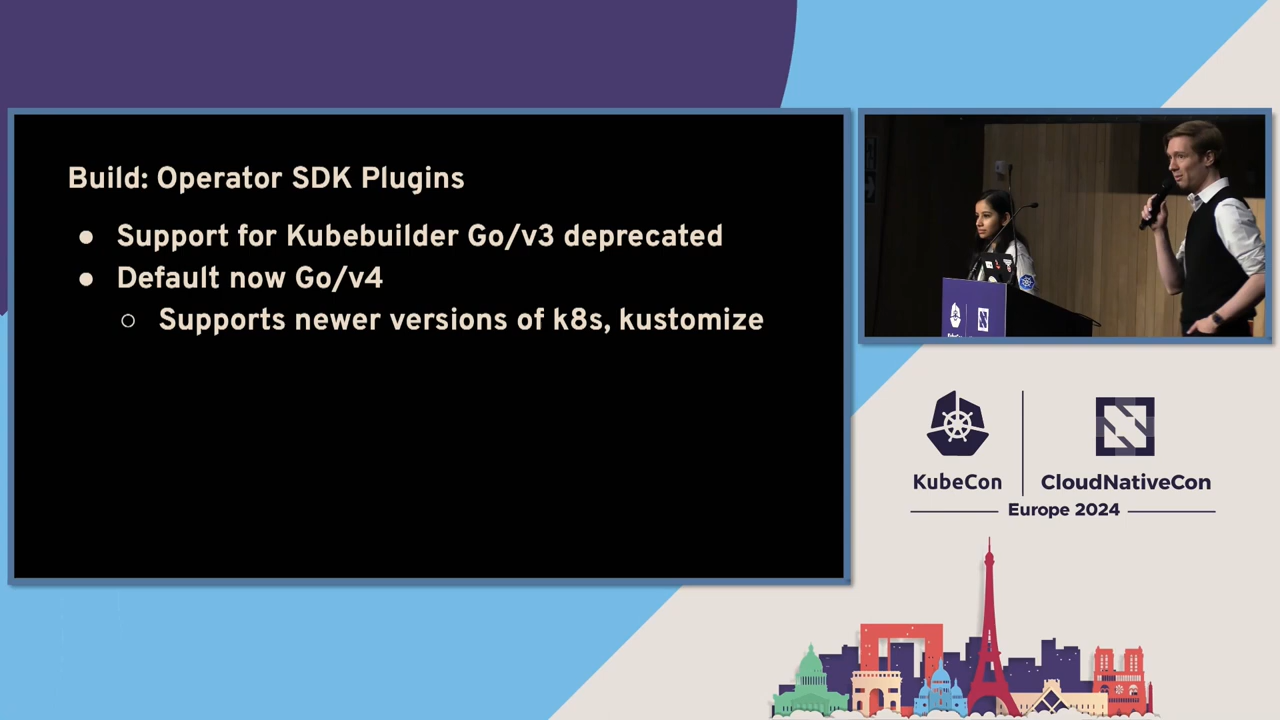 Build: Operator SDK Plugins
● Support for Kubebuilder Go/v3 deprecated
● Default now Go/v4
○ Supports newer versions of k8s, kustomize
KubeCon
CloudNativeCon
Europe 2024